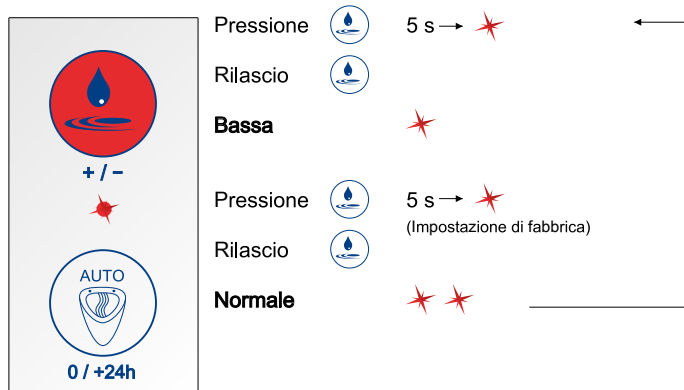 Pressione 5 s
Rilascio
Bassa
+ / −
Pressione 5 s
(Impostazione di fabbrica)
Rilascio
AUTO
Normale
0 / +24h